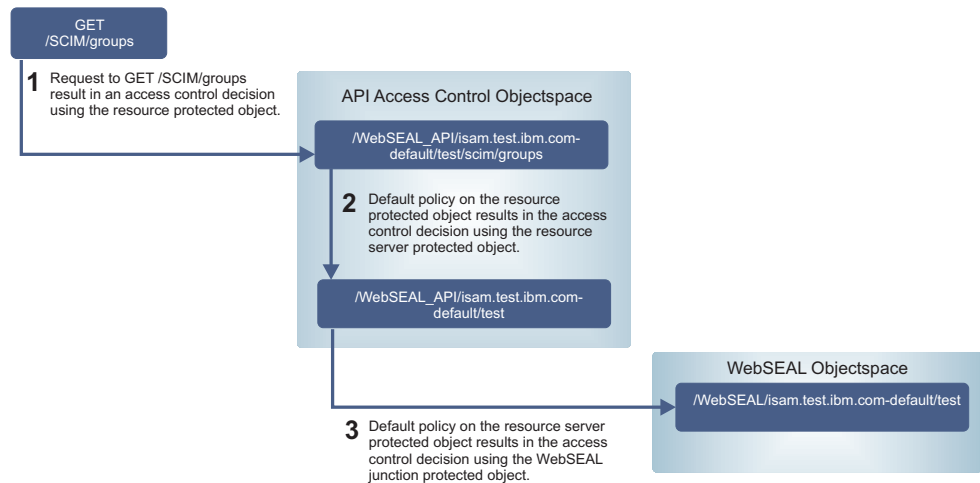 GET
/SCIM/groups
1 Request to GET /SCIM/groups
result in an access control decision
using the resource protected object.
API Access Control Objectspace
/WebSEAL_API/isam.test.ibm.com-
default/test/scim/groups
2 Default policy on the resource
protected object results in the access
control decision using the resource
server protected object.
/WebSEAL_API/isam.test.ibm.com-
default/test
WebSEAL Objectspace
/WebSEAL/isam.test.ibm.com-default/test
3 Default policy on the resource server
protected object results in the access
control decision using the WebSEAL
junction protected object.